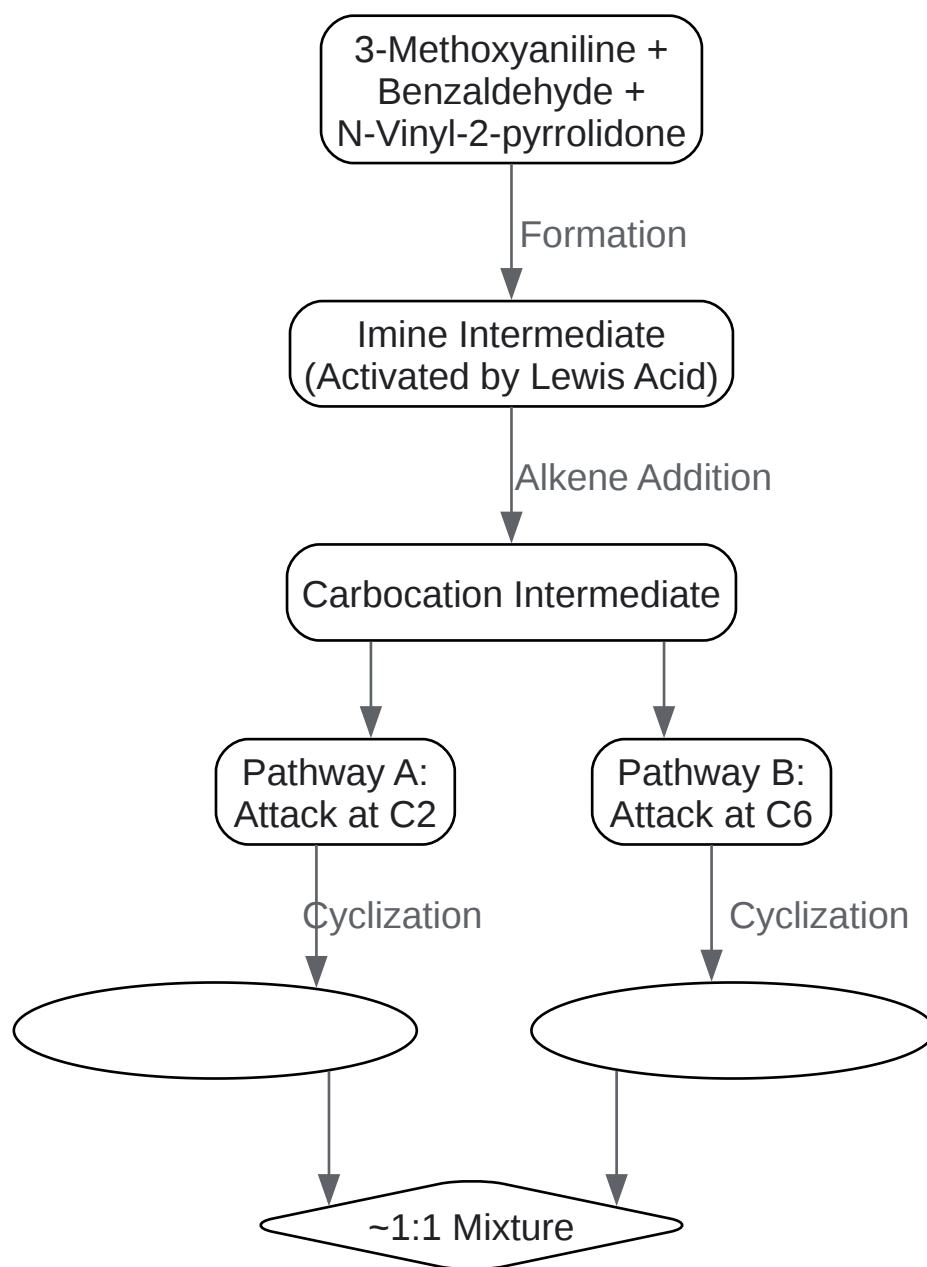 3-Methoxyaniline +
Benzaldehyde +
N-Vinyl-2-pyrrolidone
Formation
Imine Intermediate
(Activated by Lewis Acid)
Alkene Addition
Carbocation Intermediate
Pathway A:
Attack at C2
Pathway B:
Attack at C6
Cyclization
Cyclization
~1:1 Mixture